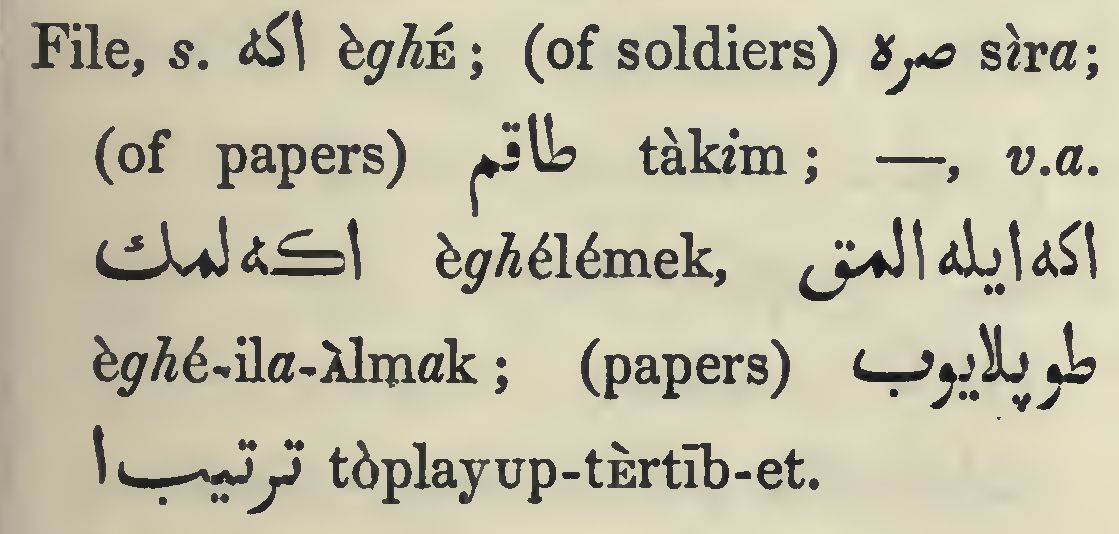 File, s. اكه èghÉ; (of soldiers) صره sìra;
(of papers) طاقم tàkim; —, v.a.
اكه لمك èghélémek, اكه ايله المق
èghé-ila-àlmak; (papers) طوپلايوب
ترتيب ا tòplayup-tÈrtīb-et.